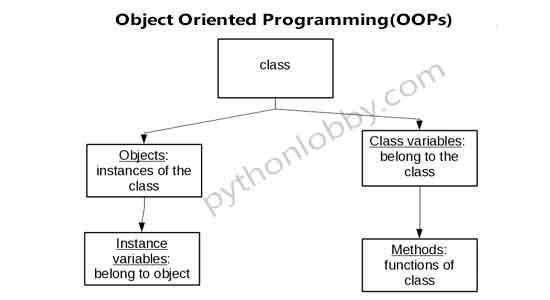 Object Oriented Programming(OOPs)
class
Objects:
instances of the
class
Class variables:
belong to the
class
Instance
variables:
belong to object
Methods:
functions of
class
pythonlobby.com